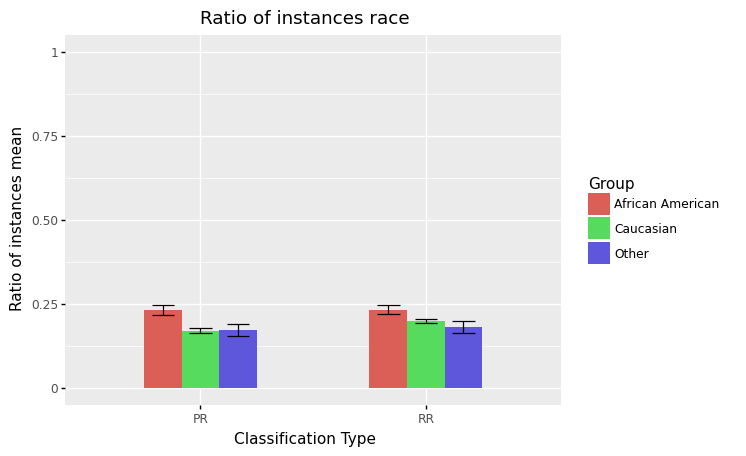 Ratio of instances race
Ratio of instances mean
1
0.75
0.50
0.25
0
PR
RR
Classification Type
Group
African American
Caucasian
Other